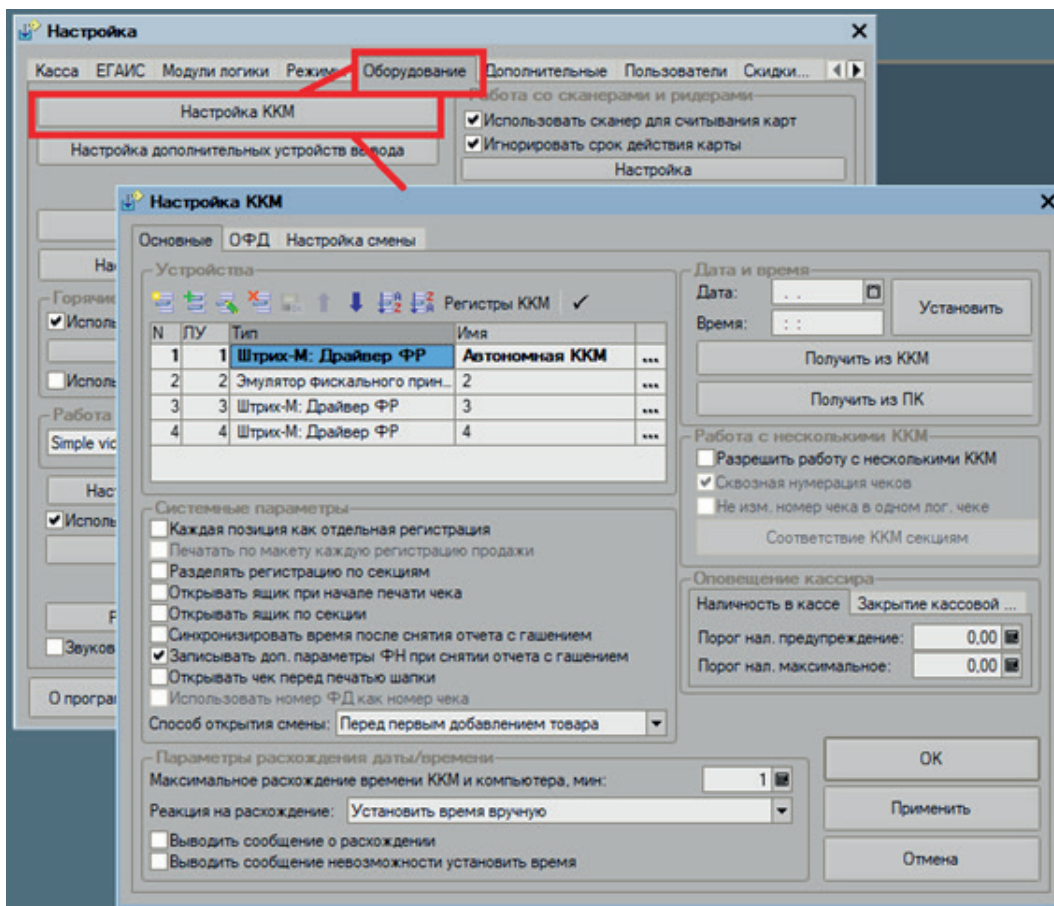 Настройка
Касса ЕГАИС Модули логики Оборудование Дополнительные Пользователи Скидки...
Настройка ККМ
Работа со сканерами и ридерами
Использовать сканер для считывания карт
Настройка дополнительных устройств вывода
Игнорировать срок действия карты
Настройка
Настройка ККМ
Основные ОФД Настройка смены
Устройства
Регистры ККМ
N ЛУ Тип Имя
1 1 Штрих-М: Драйвер ФР Автономная ККМ ...
2 2 Эмулятор фискального прин... 2 ...
3 3 Штрих-М: Драйвер ФР 3 ...
4 4 Штрих-М: Драйвер ФР 4 ...
Системные параметры
Каждая позиция как отдельная регистрация
Печатать по макету каждую регистрацию продажи
Разделять регистрацию по секциям
Открывать ящик при начале печати чека
Открывать ящик по секции
Синхронизировать время после снятия отчета с гашением
Записывать доп. параметры ФН при снятии отчета с гашением
Открывать чек перед печатью шапки
Использовать номер ФД как номер чека
Способ открытия смены: Перед первым добавлением товара
Параметры расхождения даты/времени
Максимальное расхождение времени ККМ и компьютера, мин: 1
Реакция на расхождение: Установить время вручную
Выводить сообщение о расхождении
Выводить сообщение невозможности установить время
Дата и время
Дата: . .
Время: : :
Установить
Получить из ККМ
Получить из ПК
Работа с несколькими ККМ
Разрешить работу с несколькими ККМ
Сквозная нумерация чеков
Не изм. номер чека в одном лог. чеке
Соответствие ККМ секциям
Оповещение кассира
Наличность в кассе Закрытие кассовой ...
Порог нал. предупреждение: 0,00
Порог нал. максимальное: 0,00
OK
Применить
Отмена
Работа
Simple vid